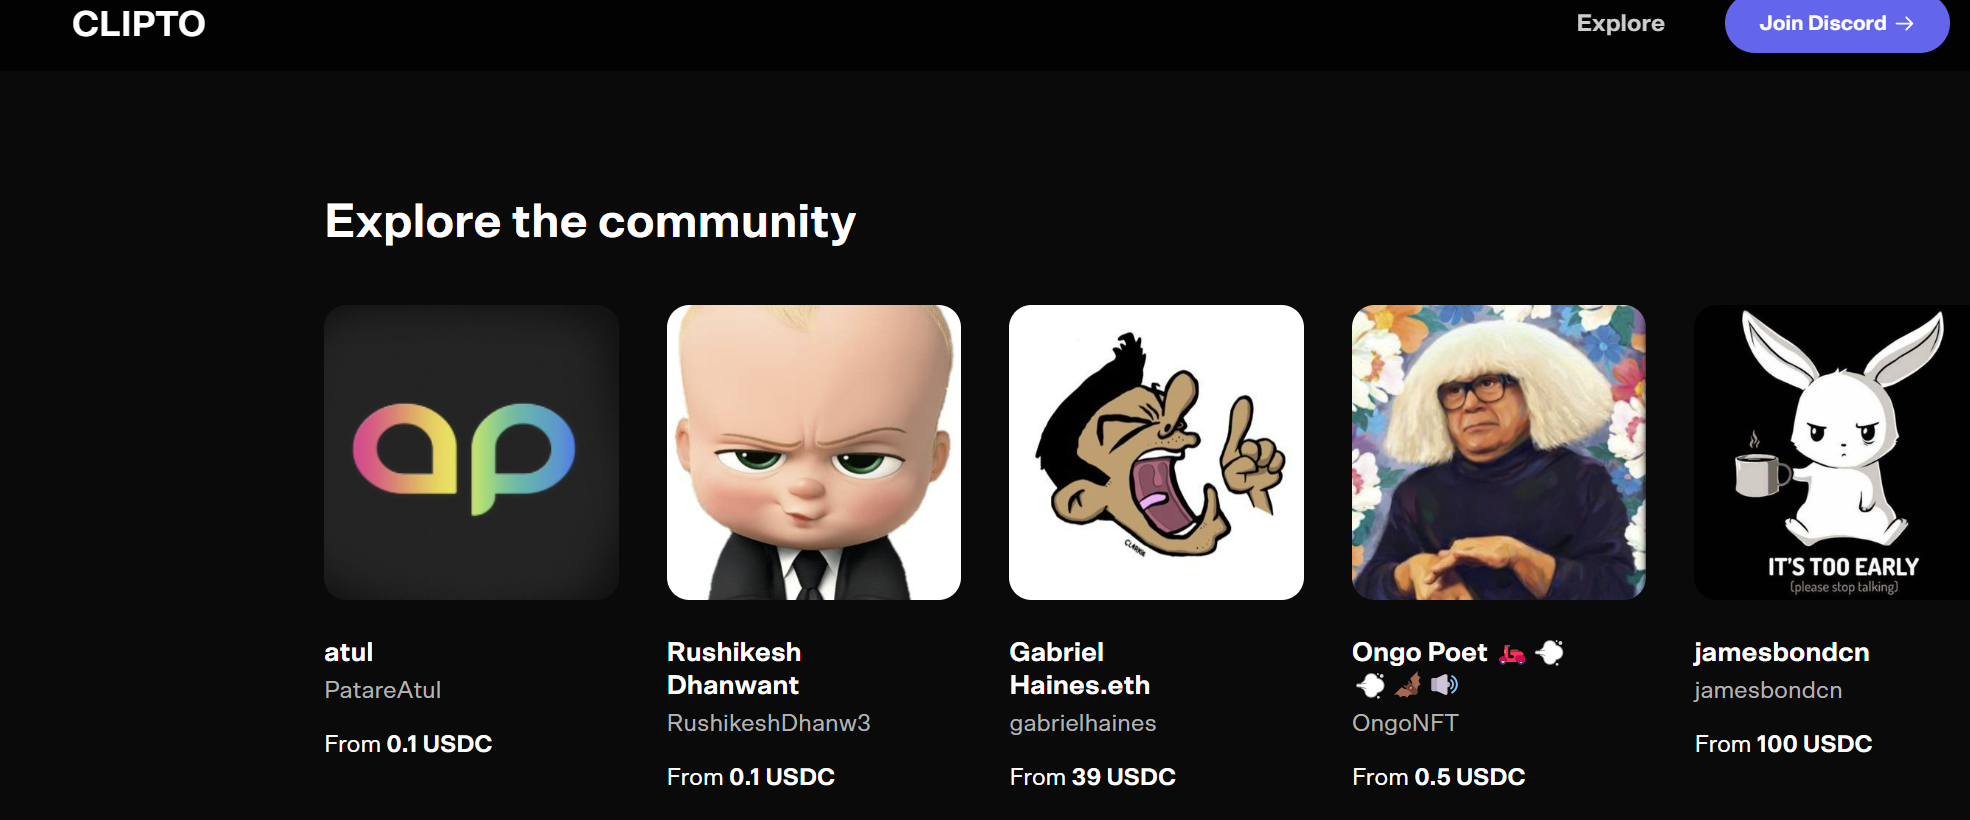 CLIPTO
Explore
Join Discord →
Explore the community
ap
CLARKIA
IT'S TOO EARLY
(please stop talking)
atul
PatareAtul
From 0.1 USDC
Rushikesh
Dhanwant
RushikeshDhanw3
From 0.1 USDC
Gabriel
Haines.eth
gabrielhaines
From 39 USDC
Ongo Poet 🛵 💨
💨 🦇 🔊
OngoNFT
From 0.5 USDC
jamesbondcn
jamesbondcn
From 100 USDC